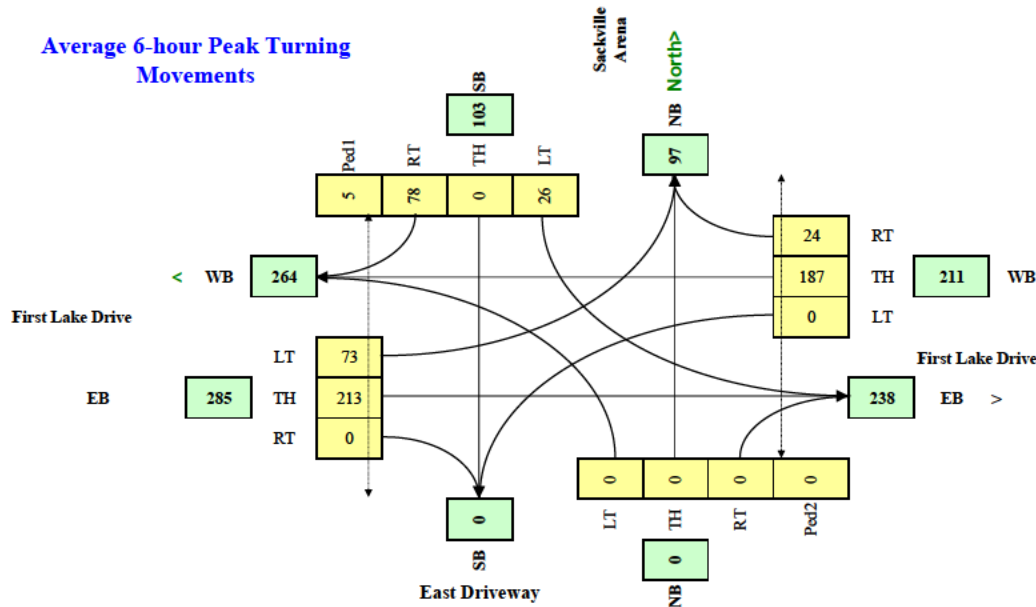 Average 6-hour Peak Turning
Movements
Sackville
Arena
North>
SB
103
NB
97
Ped1 RT TH LT
5 78 0 26
24 RT
187 TH 211 WB
0 LT
< WB 264
First Lake Drive
LT 73
EB 285 TH 213
RT 0
First Lake Drive
238 EB >
0 0 0 0
LT TH RT Ped2
0
SB
0
NB
East Driveway